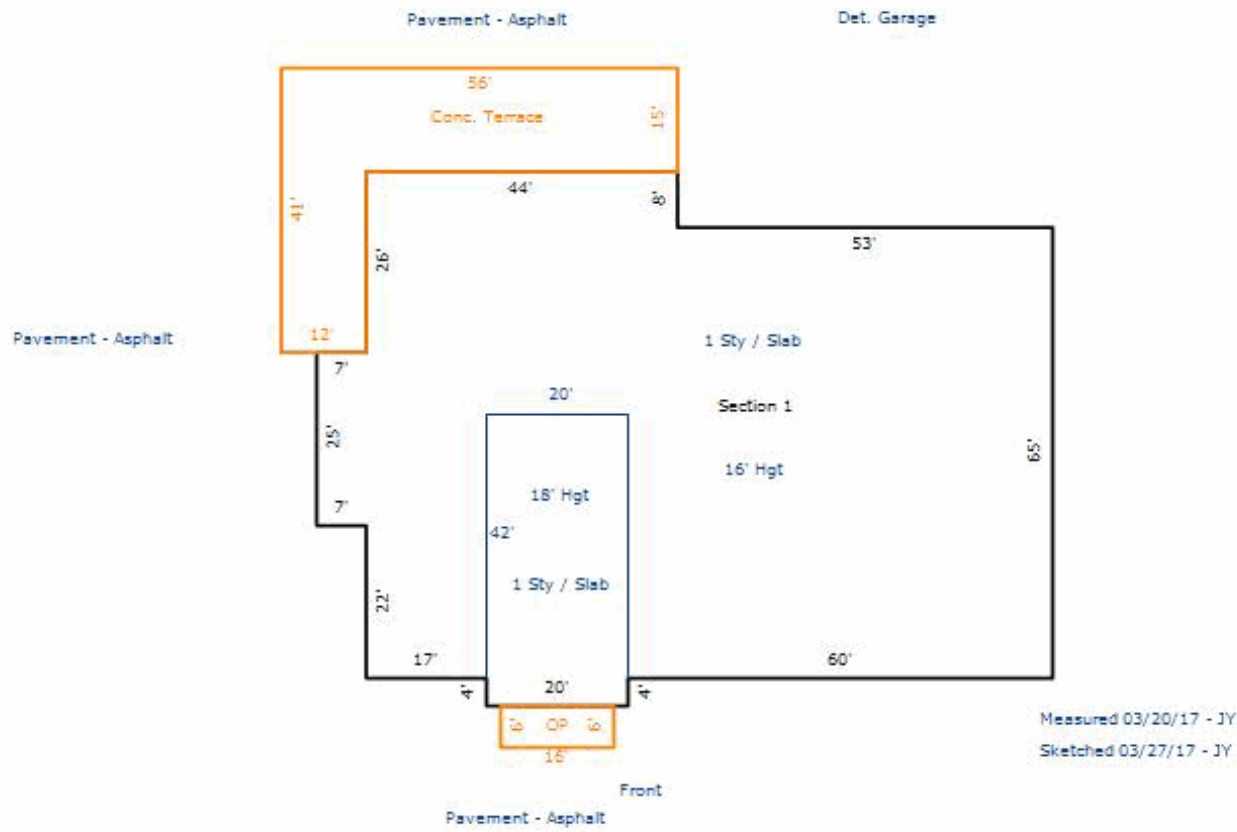 Pavement - Asphalt
Det. Garage
56'
Conc. Terrace
15'
44'
8'
41'
26'
53'
Pavement - Asphalt
12'
7'
1 Sty / Slab
20'
Section 1
25'
65'
16' Hgt
18' Hgt
7'
42'
1 Sty / Slab
22'
17'
60'
4'
20'
4'
6'
OP
6'
16'
Measured 03/20/17 - JY
Sketched 03/27/17 - JY
Front
Pavement - Asphalt